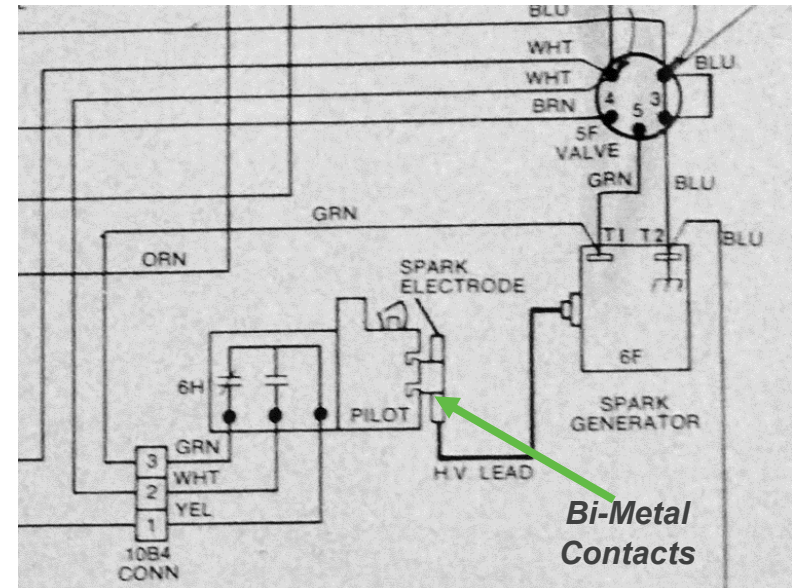 BLU
WHT
WHT
BRN
BLU
4
5
3
5F
VALVE
GRN
BLU
GRN
T1 T2
BLU
ORN
SPARK
ELECTRODE
6F
6H
PILOT
SPARK
GENERATOR
GRN
3
H.V. LEAD
WHT
2
YEL
1
Bi-Metal
Contacts
10B4
CONN